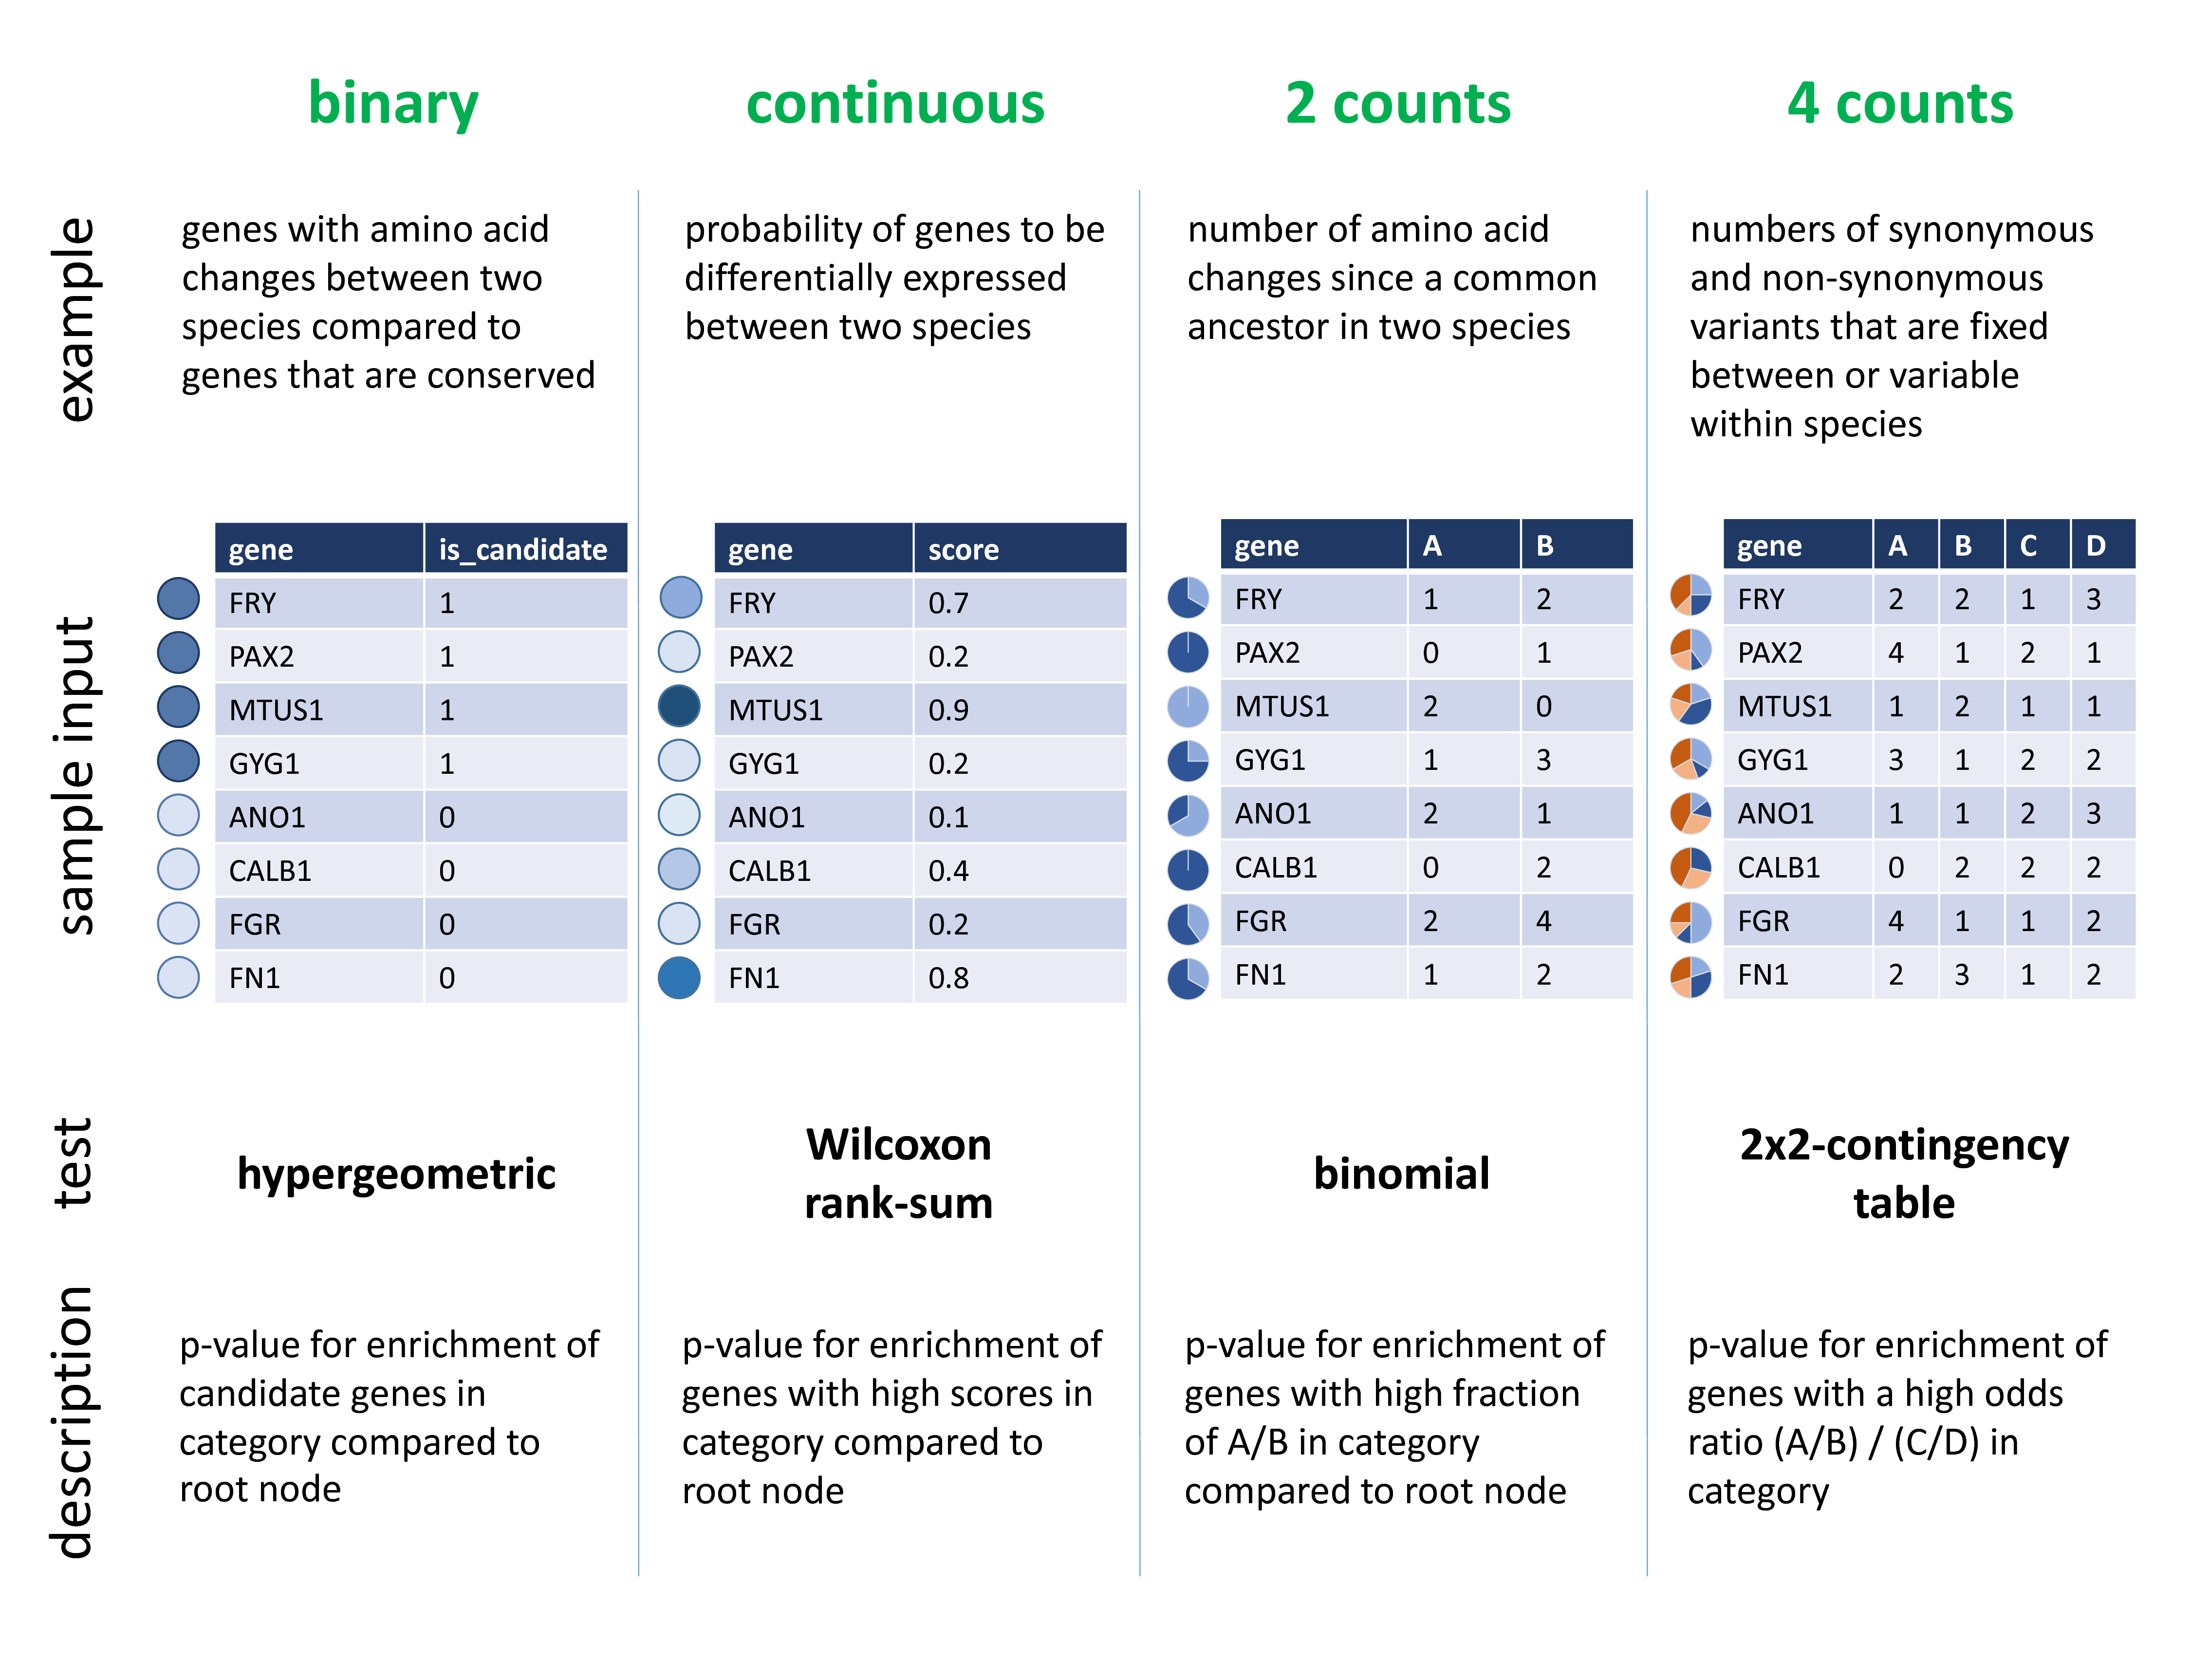 binary
continuous
2 counts
4 counts
example
genes with amino acid
changes between two
species compared to
genes that are conserved
probability of genes to be
differentially expressed
between two species
number of amino acid
changes since a common
ancestor in two species
numbers of synonymous
and non-synonymous
variants that are fixed
between or variable
within species
sample input
gene is_candidate
FRY 1
PAX2 1
MTUS1 1
GYG1 1
ANO1 0
CALB1 0
FGR 0
FN1 0
gene score
FRY 0.7
PAX2 0.2
MTUS1 0.9
GYG1 0.2
ANO1 0.1
CALB1 0.4
FGR 0.2
FN1 0.8
gene A B
FRY 1 2
PAX2 0 1
MTUS1 2 0
GYG1 1 3
ANO1 2 1
CALB1 0 2
FGR 2 4
FN1 1 2
gene A B C D
FRY 2 2 1 3
PAX2 4 1 2 1
MTUS1 1 2 1 1
GYG1 3 1 2 2
ANO1 1 1 2 3
CALB1 0 2 2 2
FGR 4 1 1 2
FN1 2 3 1 2
test
hypergeometric
Wilcoxon
rank-sum
binomial
2x2-contingency
table
description
p-value for enrichment of
candidate genes in
category compared to
root node
p-value for enrichment of
genes with high scores in
category compared to
root node
p-value for enrichment of
genes with high fraction
of A/B in category
compared to root node
p-value for enrichment of
genes with a high odds
ratio (A/B) / (C/D) in
category